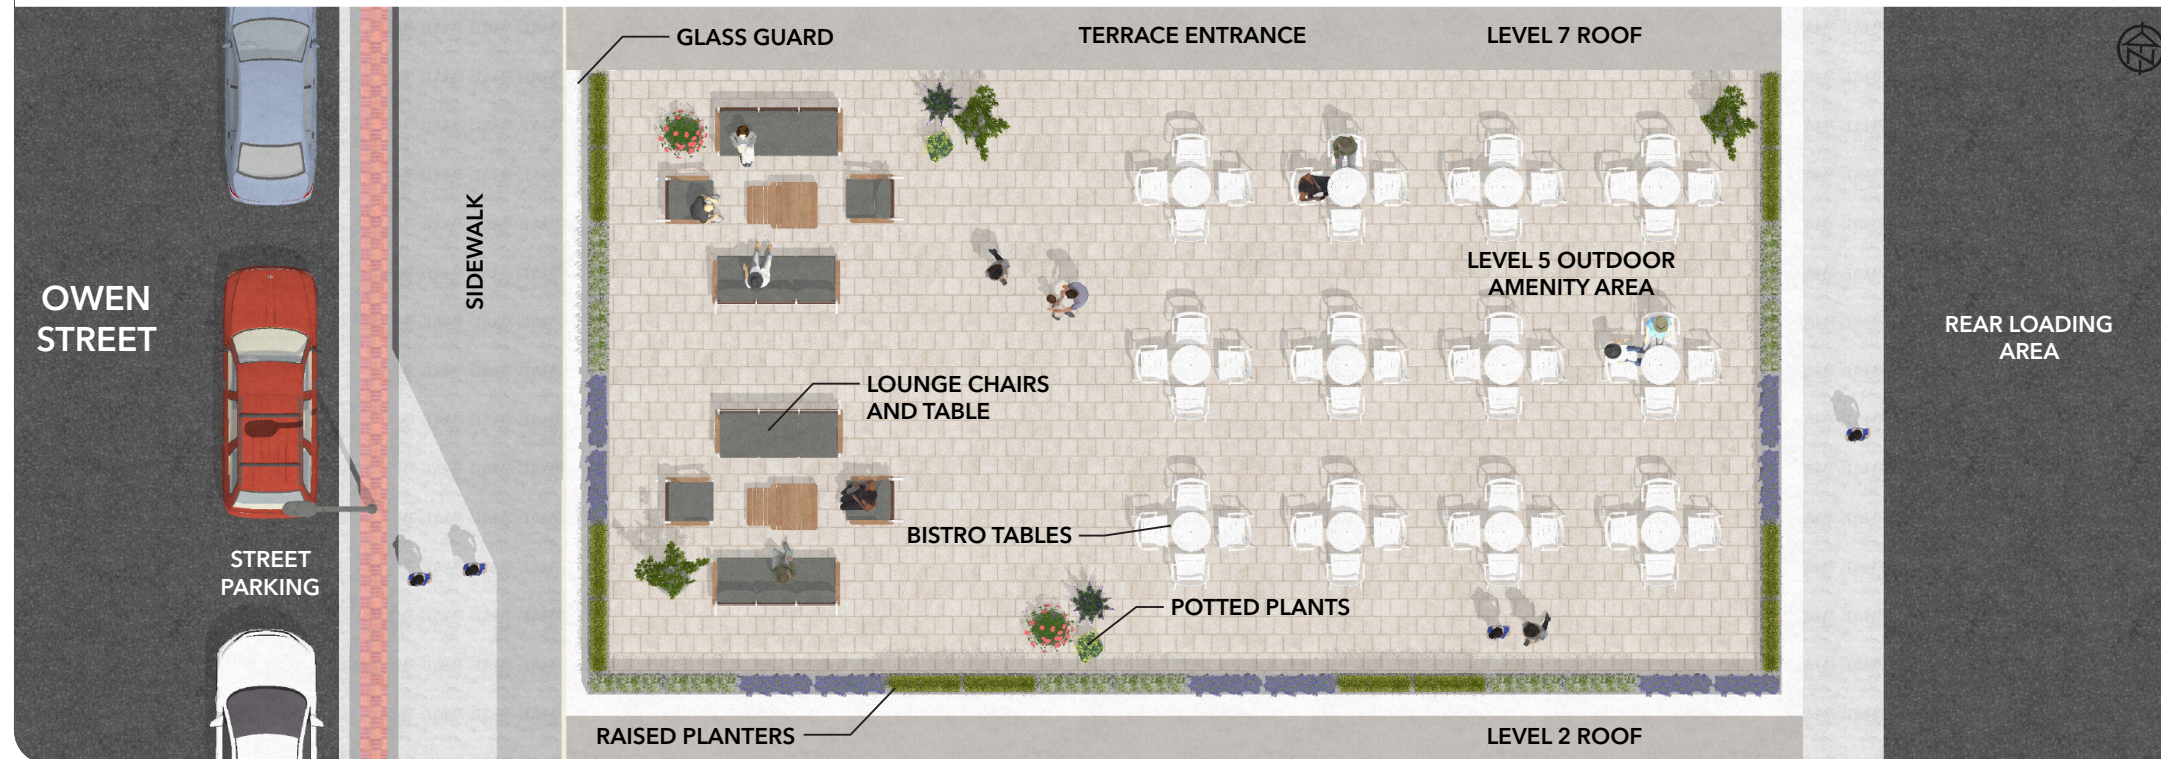 GLASS GUARD
TERRACE ENTRANCE
LEVEL 7 ROOF
N
SIDEWALK
OWEN
STREET
LEVEL 5 OUTDOOR
AMENITY AREA
REAR LOADING
AREA
LOUNGE CHAIRS
AND TABLE
BISTRO TABLES
STREET
PARKING
POTTED PLANTS
RAISED PLANTERS
LEVEL 2 ROOF